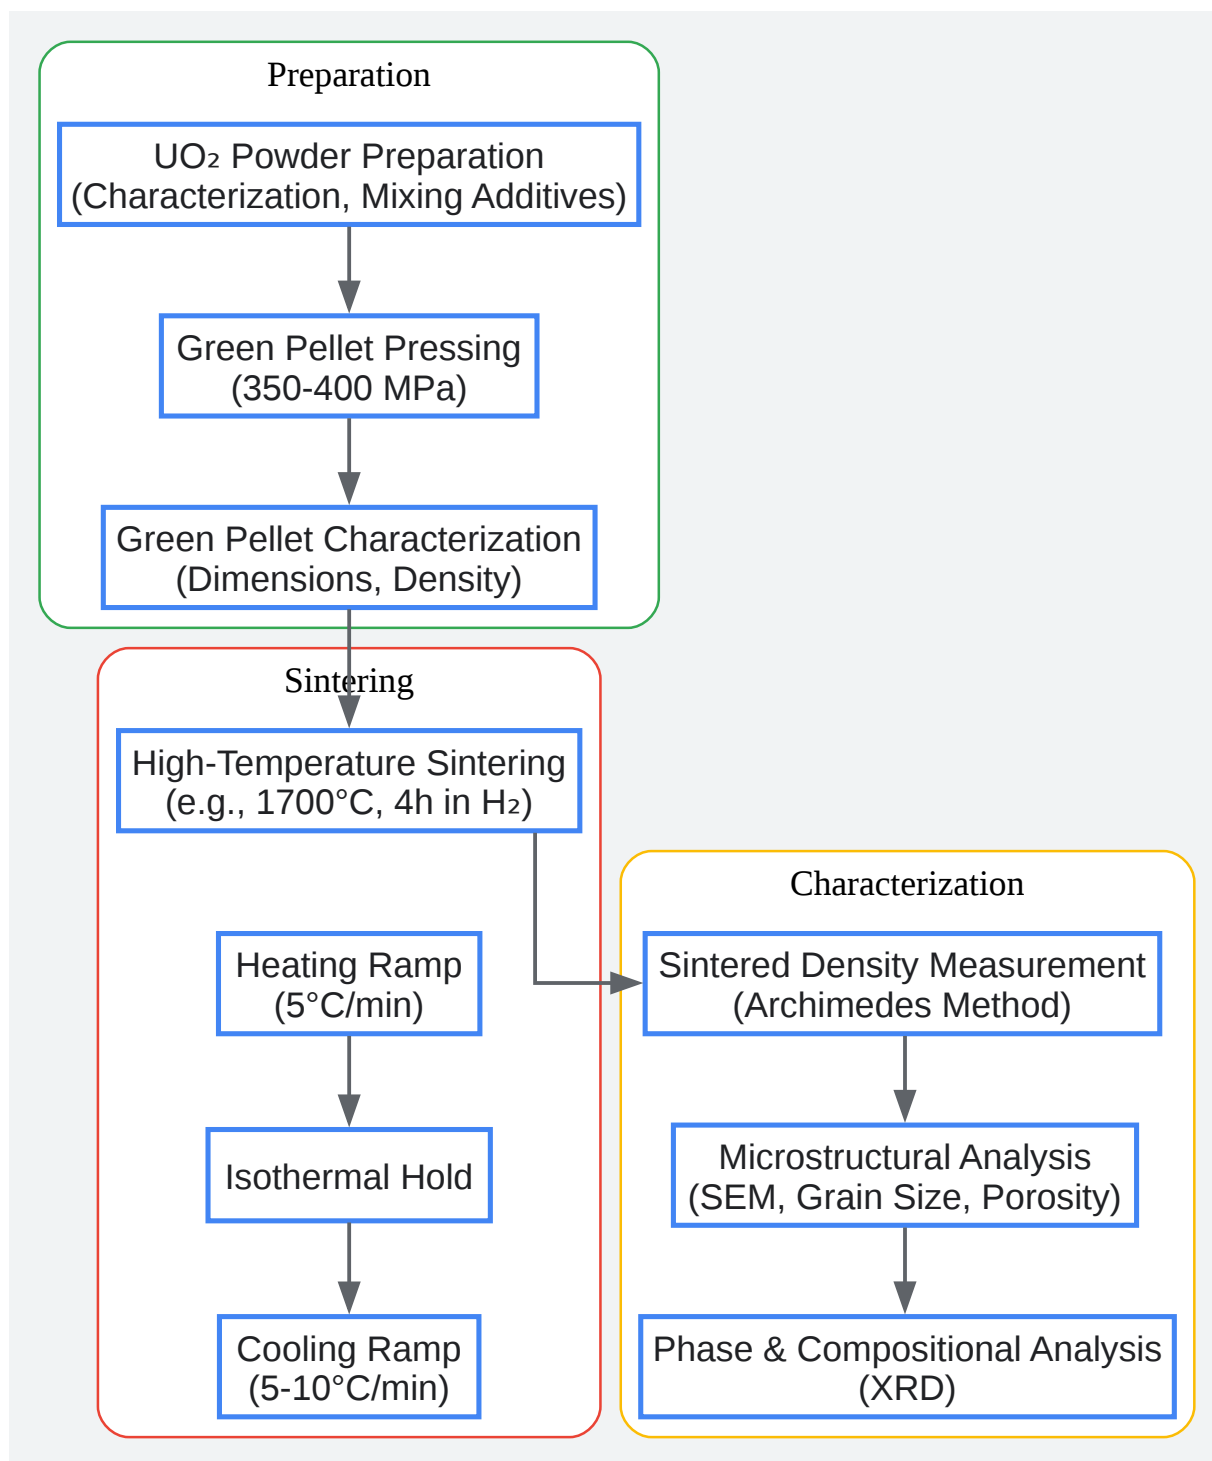 Preparation
UO₂ Powder Preparation
(Characterization, Mixing Additives)
Green Pellet Pressing
(350-400 MPa)
Green Pellet Characterization
(Dimensions, Density)
Sintering
High-Temperature Sintering
(e.g., 1700°C, 4h in H₂)
Heating Ramp
(5°C/min)
Isothermal Hold
Cooling Ramp
(5-10°C/min)
Characterization
Sintered Density Measurement
(Archimedes Method)
Microstructural Analysis
(SEM, Grain Size, Porosity)
Phase & Compositional Analysis
(XRD)